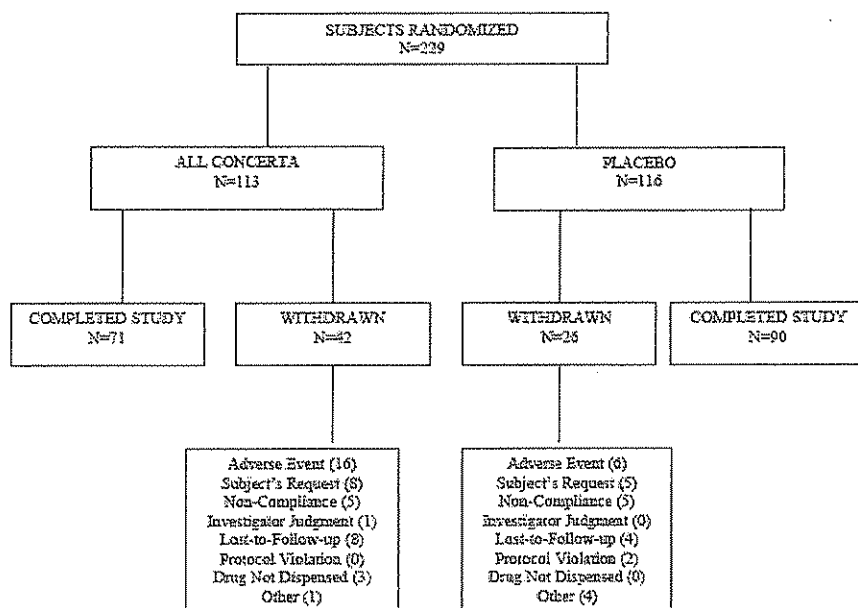 SUBJECTS RANDOMIZED
N=229
ALL CONCERTA
N=113
PLACEBO
N=116
COMPLETED STUDY
N=71
WITHDRAWN
N=42
WITHDRAWN
N=26
COMPLETED STUDY
N=90
Adverse Event (16)
Subject's Request (8)
Non-Compliance (5)
Investigator Judgment (1)
Lost-to-Follow-up (8)
Protocol Violation (0)
Drug Not Dispensed (3)
Other (1)
Adverse Event (6)
Subject's Request (5)
Non-Compliance (5)
Investigator Judgment (0)
Lost-to-Follow-up (4)
Protocol Violation (2)
Drug Not Dispensed (0)
Other (4)